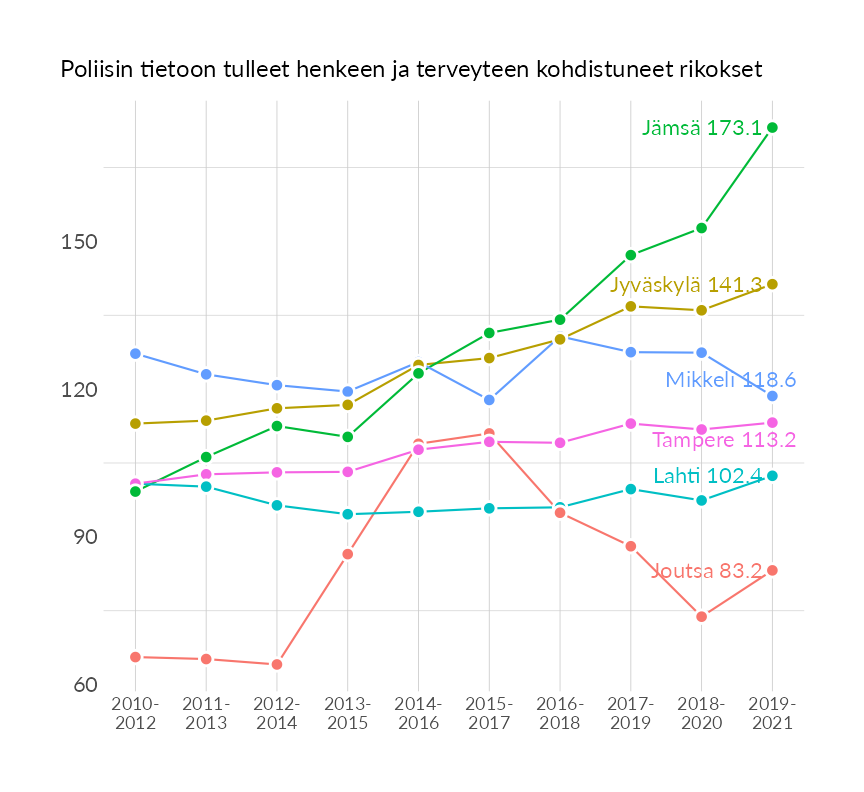 Poliisin tietoon tulleet henkeen ja terveyteen kohdistuneet rikokset
Jämsä 173.1
150
Jyväskylä 141.3
120
Mikkeli 118.6
Tampere 113.2
Lahti 102.4
90
Joutsa 83.2
60
2010- 2011- 2012- 2013- 2014- 2015- 2016- 2017- 2018- 2019-
2012 2013 2014 2015 2016 2017 2018 2019 2020 2021